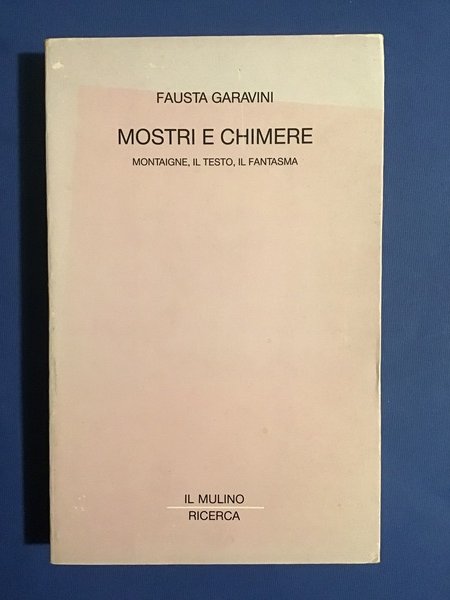 FAUSTA GARAVINI
MOSTRI E CHIMERE
MONTAIGNE, IL TESTO, IL FANTASMA
IL MULINO
RICERCA